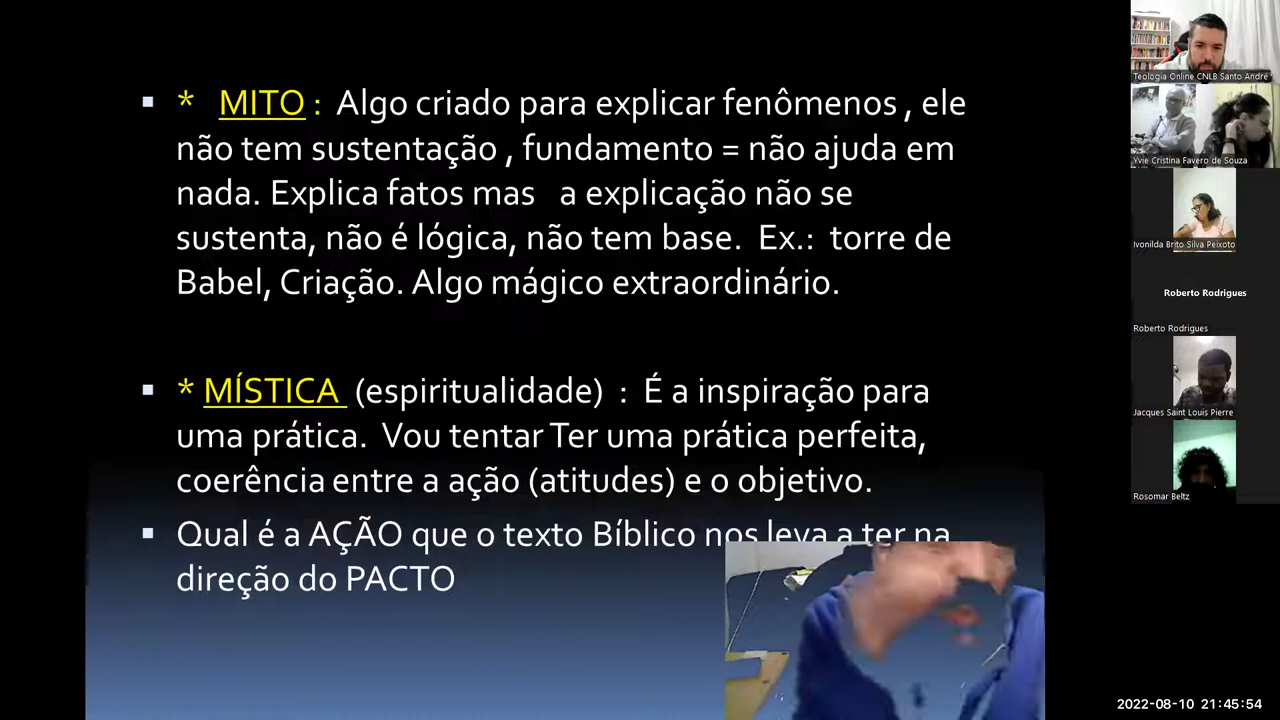 * MITO : Algo criado para explicar fenômenos , ele
não tem sustentação , fundamento = não ajuda em
nada. Explica fatos mas a explicação não se
sustenta, não é lógica, não tem base. Ex.: torre de
Babel, Criação. Algo mágico extraordinário.
* MÍSTICA (espiritualidade) : É a inspiração para
uma prática. Vou tentar Ter uma prática perfeita,
coerência entre a ação (atitudes) e o objetivo.
Qual é a AÇÃO que o texto Bíblico nos leva a ter na
direção do PACTO
Teologia Online CNLB Santo André
Yvie Cristina Favero de Souza
Ivonilda Brito Silva Peixoto
Roberto Rodrigues
Roberto Rodrigues
Jacques Saint Louis Pierre
Rosomar Beltz
2022-08-10 21:45:54